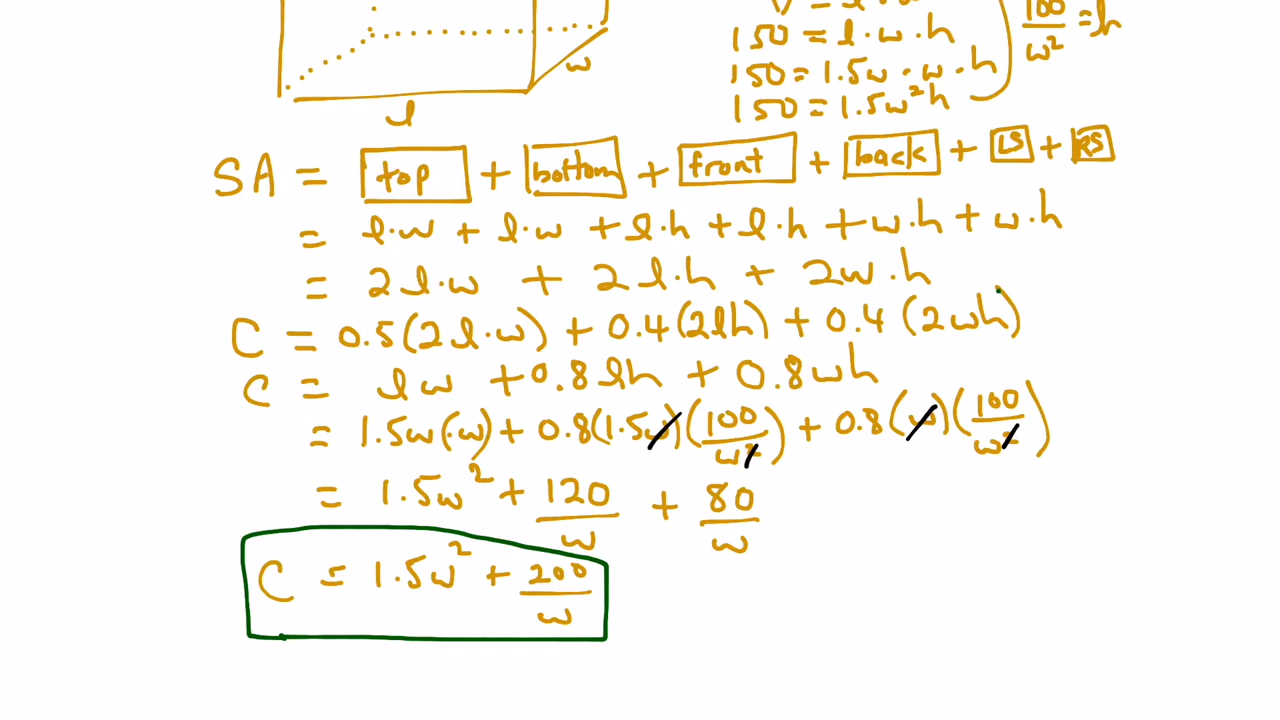 150 = l · w · h
100/w² = h
150 = 1.5w · w · h
150 = 1.5w²h
w
l
SA = top + bottom + front + back + LS + RS
= l·w + l·w + l·h + l·h + w·h + w·h
= 2l·w + 2l·h + 2w·h
C = 0.5(2l·w) + 0.4(2lh) + 0.4(2wh)
C = lw + 0.8lh + 0.8wh
= 1.5w(·w) + 0.8(1.5w)(100/w²) + 0.8(w)(100/w²)
= 1.5w² + 120/w + 80/w
C = 1.5w² + 200/w